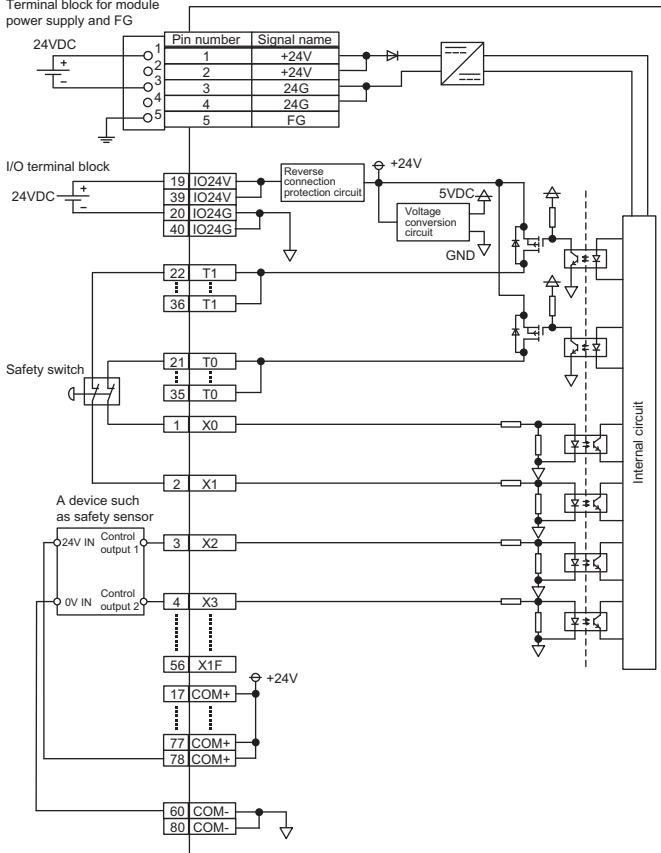 Terminal block for module
power supply and FG
24VDC
+
−
1
2
3
4
5
Pin number Signal name
1 +24V
2 +24V
3 24G
4 24G
5 FG
I/O terminal block
24VDC
+
−
19 IO24V
39 IO24V
20 IO24G
40 IO24G
Reverse
connection
protection circuit
+24V
5VDC
Voltage
conversion
circuit
GND
22 T1
36 T1
Safety switch
21 T0
35 T0
1 X0
2 X1
A device such
as safety sensor
24V IN
Control
output 1
0V IN
Control
output 2
3 X2
4 X3
56 X1F
+24V
17 COM+
77 COM+
78 COM+
60 COM-
80 COM-
Internal circuit